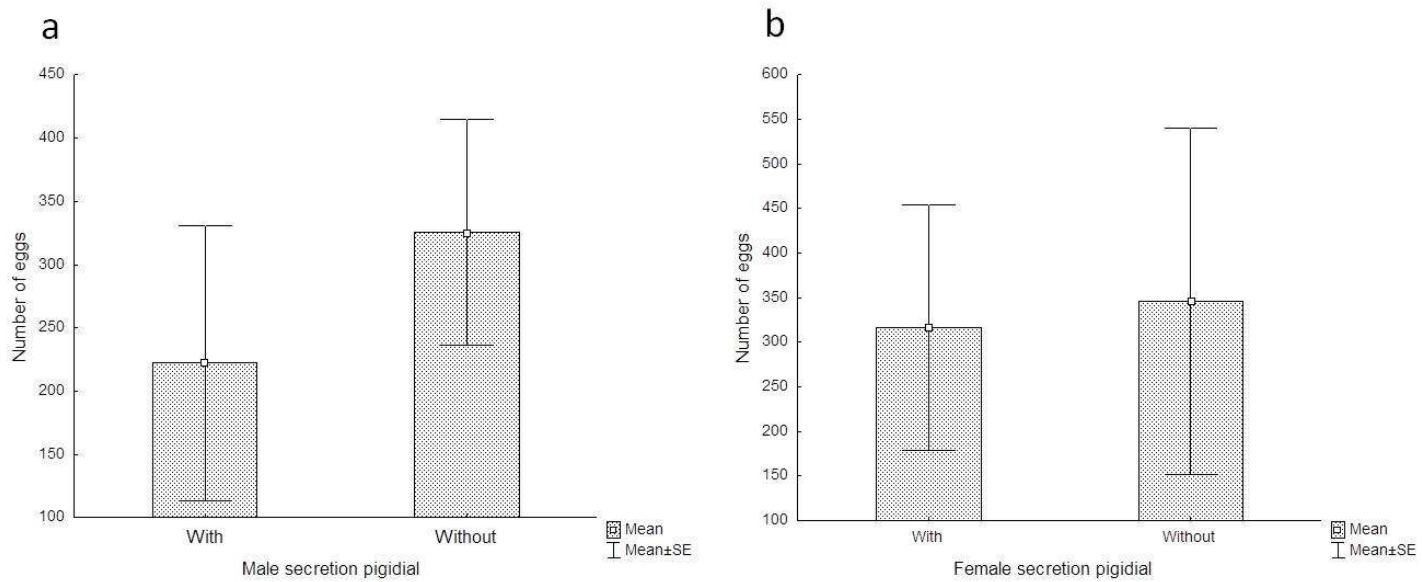 a
450
400
350
300
250
200
150
100
Number of eggs
With
Without
Male secretion pigidial
Mean
Mean±SE
b
600
550
500
450
400
350
300
250
200
150
100
Number of eggs
With
Without
Female secretion pigidial
Mean
Mean±SE